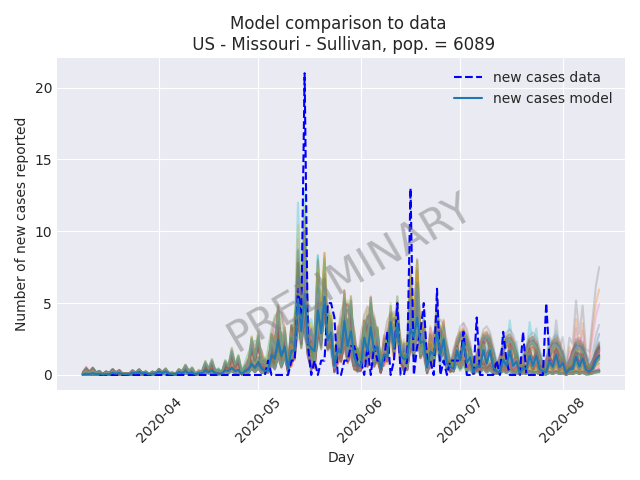 Model comparison to data
US - Missouri - Sullivan, pop. = 6089
new cases data
new cases model
PRELIMINARY
Number of new cases reported
20
15
10
5
0
2020-04
2020-05
2020-06
2020-07
2020-08
Day